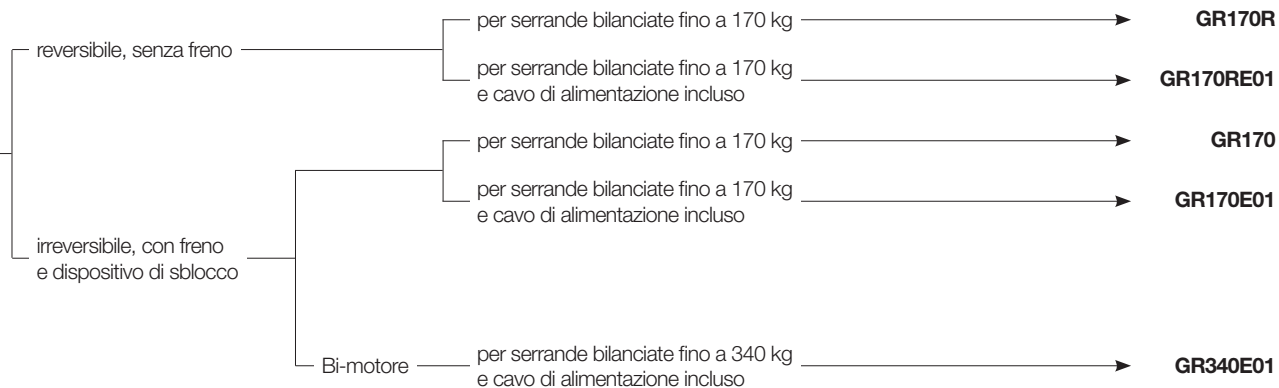 per serrande bilanciate fino a 170 kg
GR170R
reversibile, senza freno
per serrande bilanciate fino a 170 kg
e cavo di alimentazione incluso
GR170RE01
per serrande bilanciate fino a 170 kg
GR170
per serrande bilanciate fino a 170 kg
e cavo di alimentazione incluso
GR170E01
irreversibile, con freno
e dispositivo di sblocco
Bi-motore
per serrande bilanciate fino a 340 kg
e cavo di alimentazione incluso
GR340E01